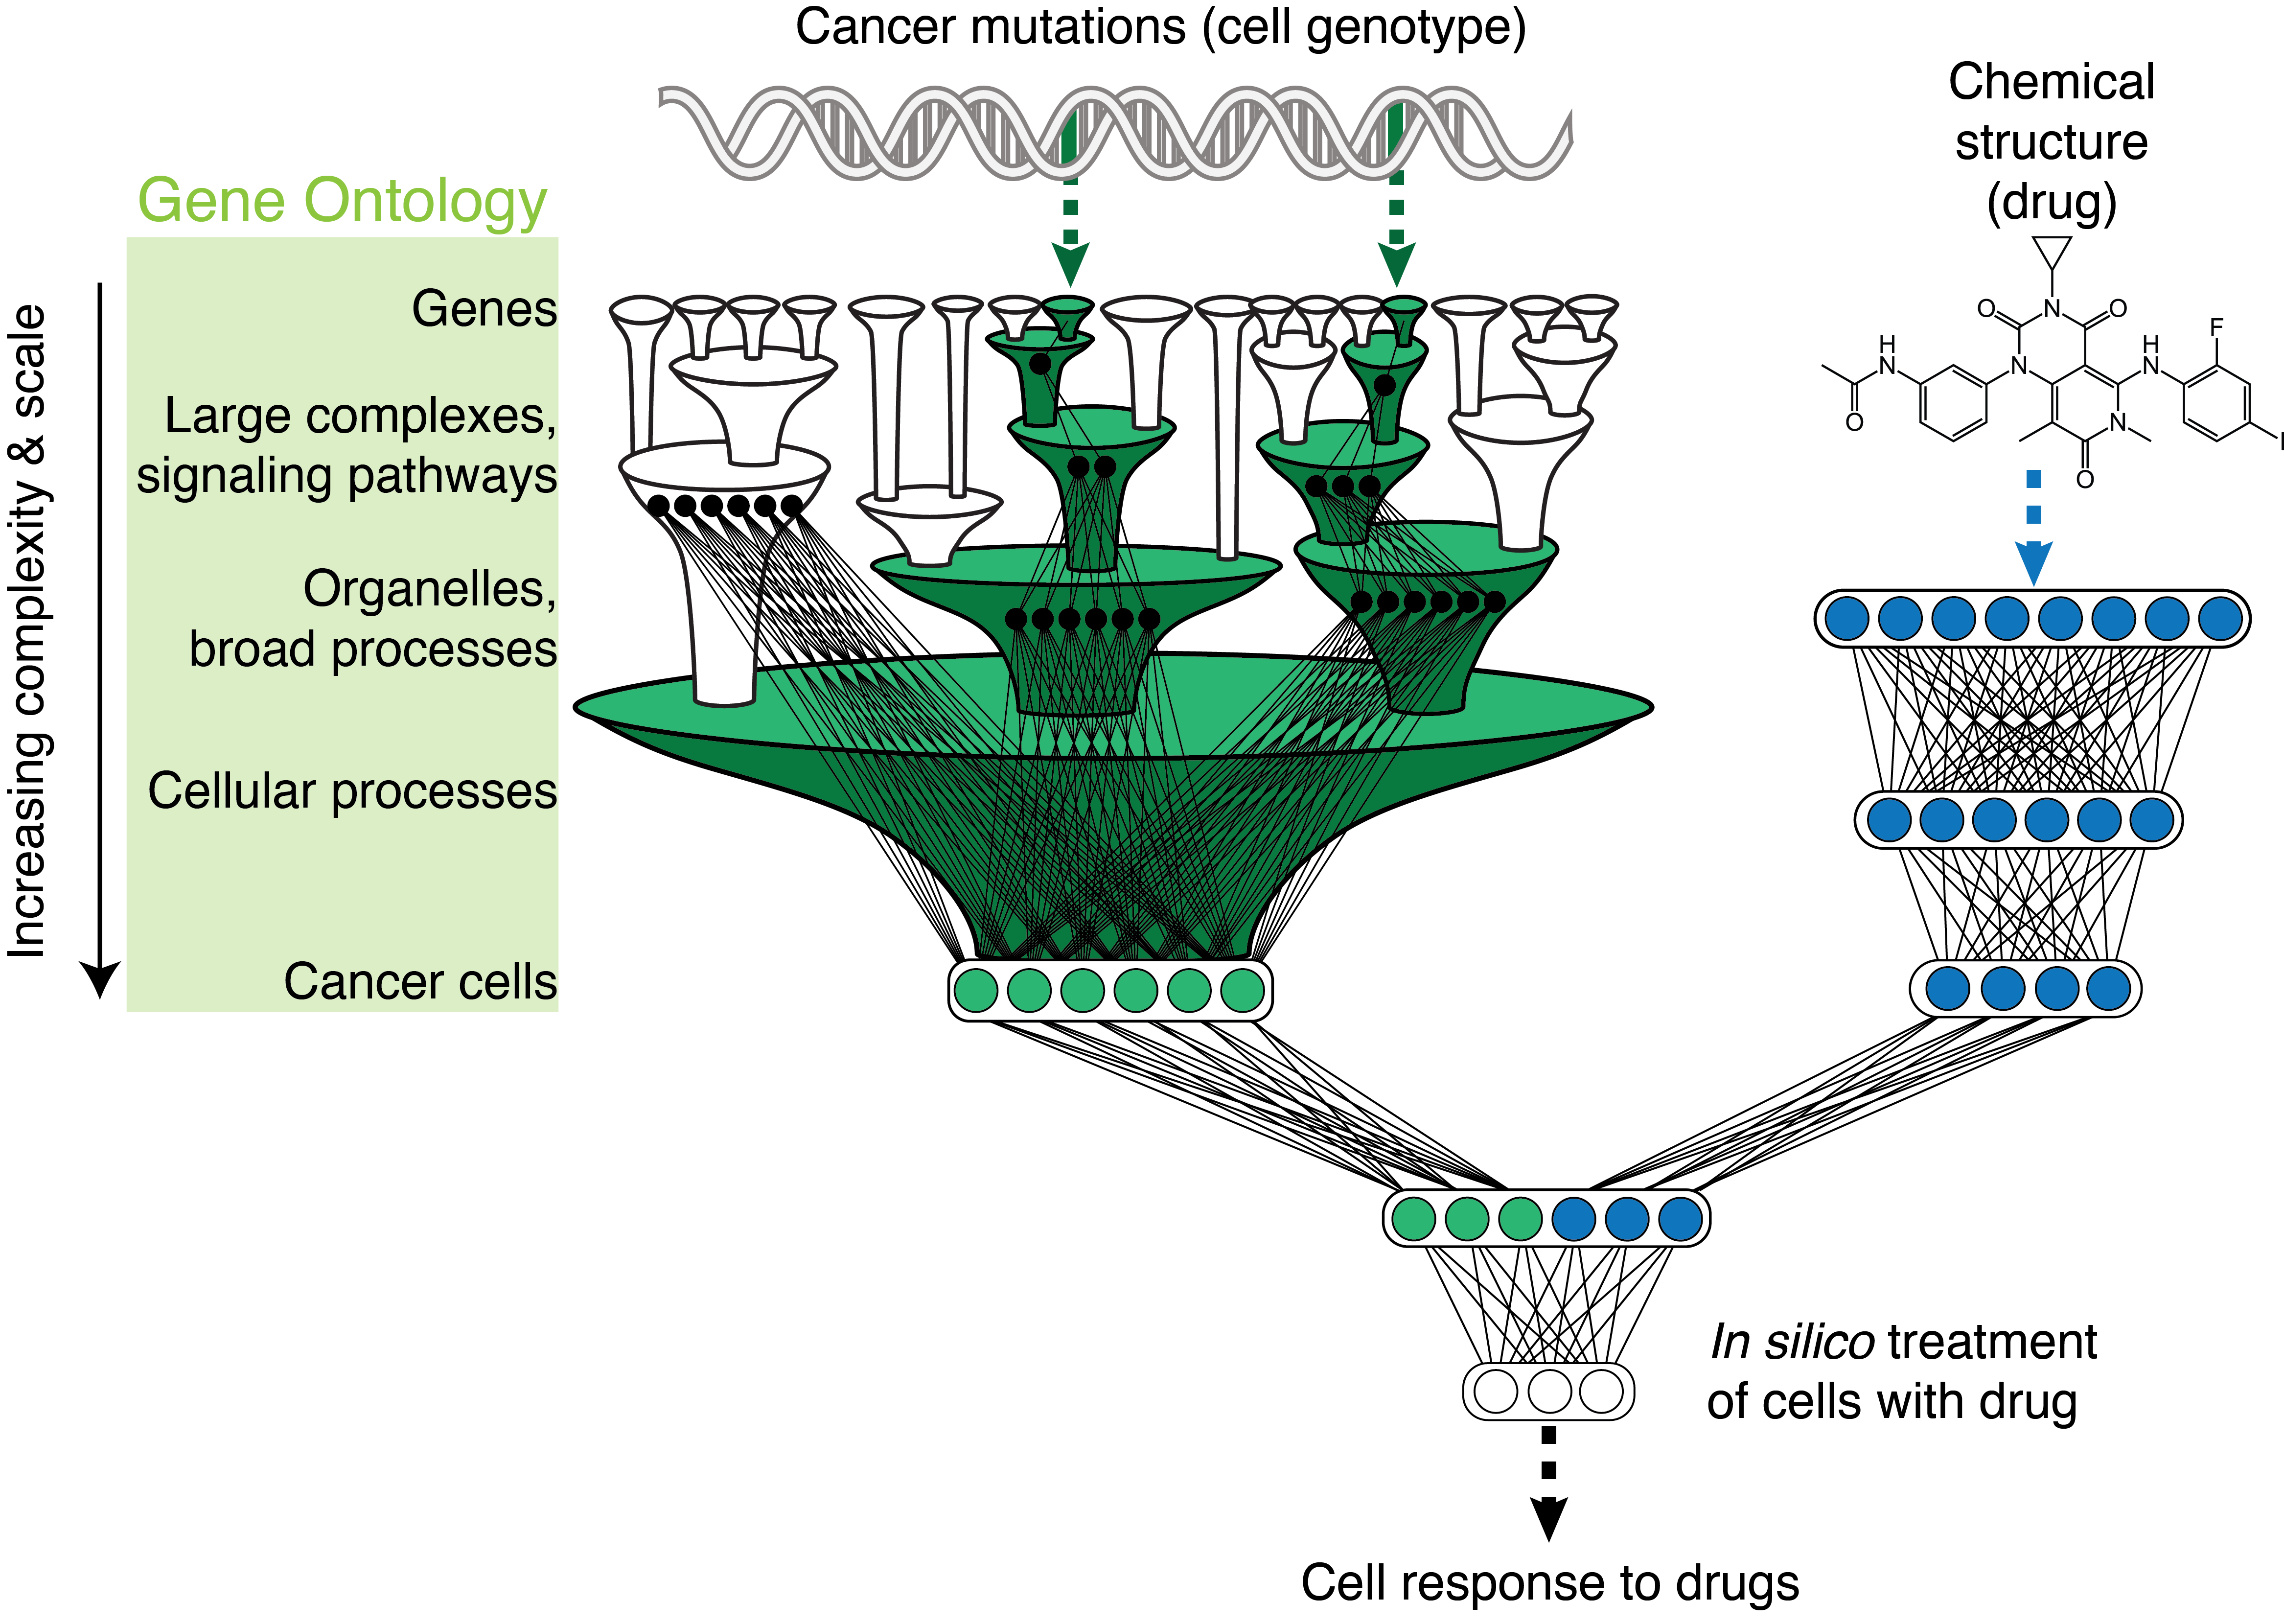 Cancer mutations (cell genotype)
Chemical
structure
(drug)
Gene Ontology
Increasing complexity & scale
Genes
Large complexes,
signaling pathways
Organelles,
broad processes
Cellular processes
Cancer cells
O
N
O
F
H
N
N
H
N
O
N
O
In silico treatment
of cells with drug
Cell response to drugs